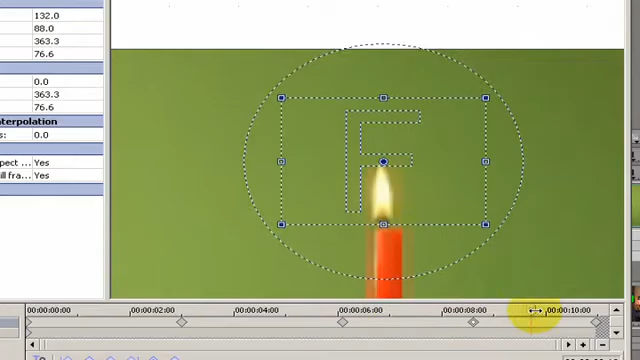 132.0
88.0
363.3
76.6
0.0
363.3
76.6
terpolation
s:
0.0
pect ...
Yes
ill fra...
Yes
F
00:00:00:00
00:00:02:00
00:00:04:00
00:00:06:00
00:00:08:00
00:00:10:00